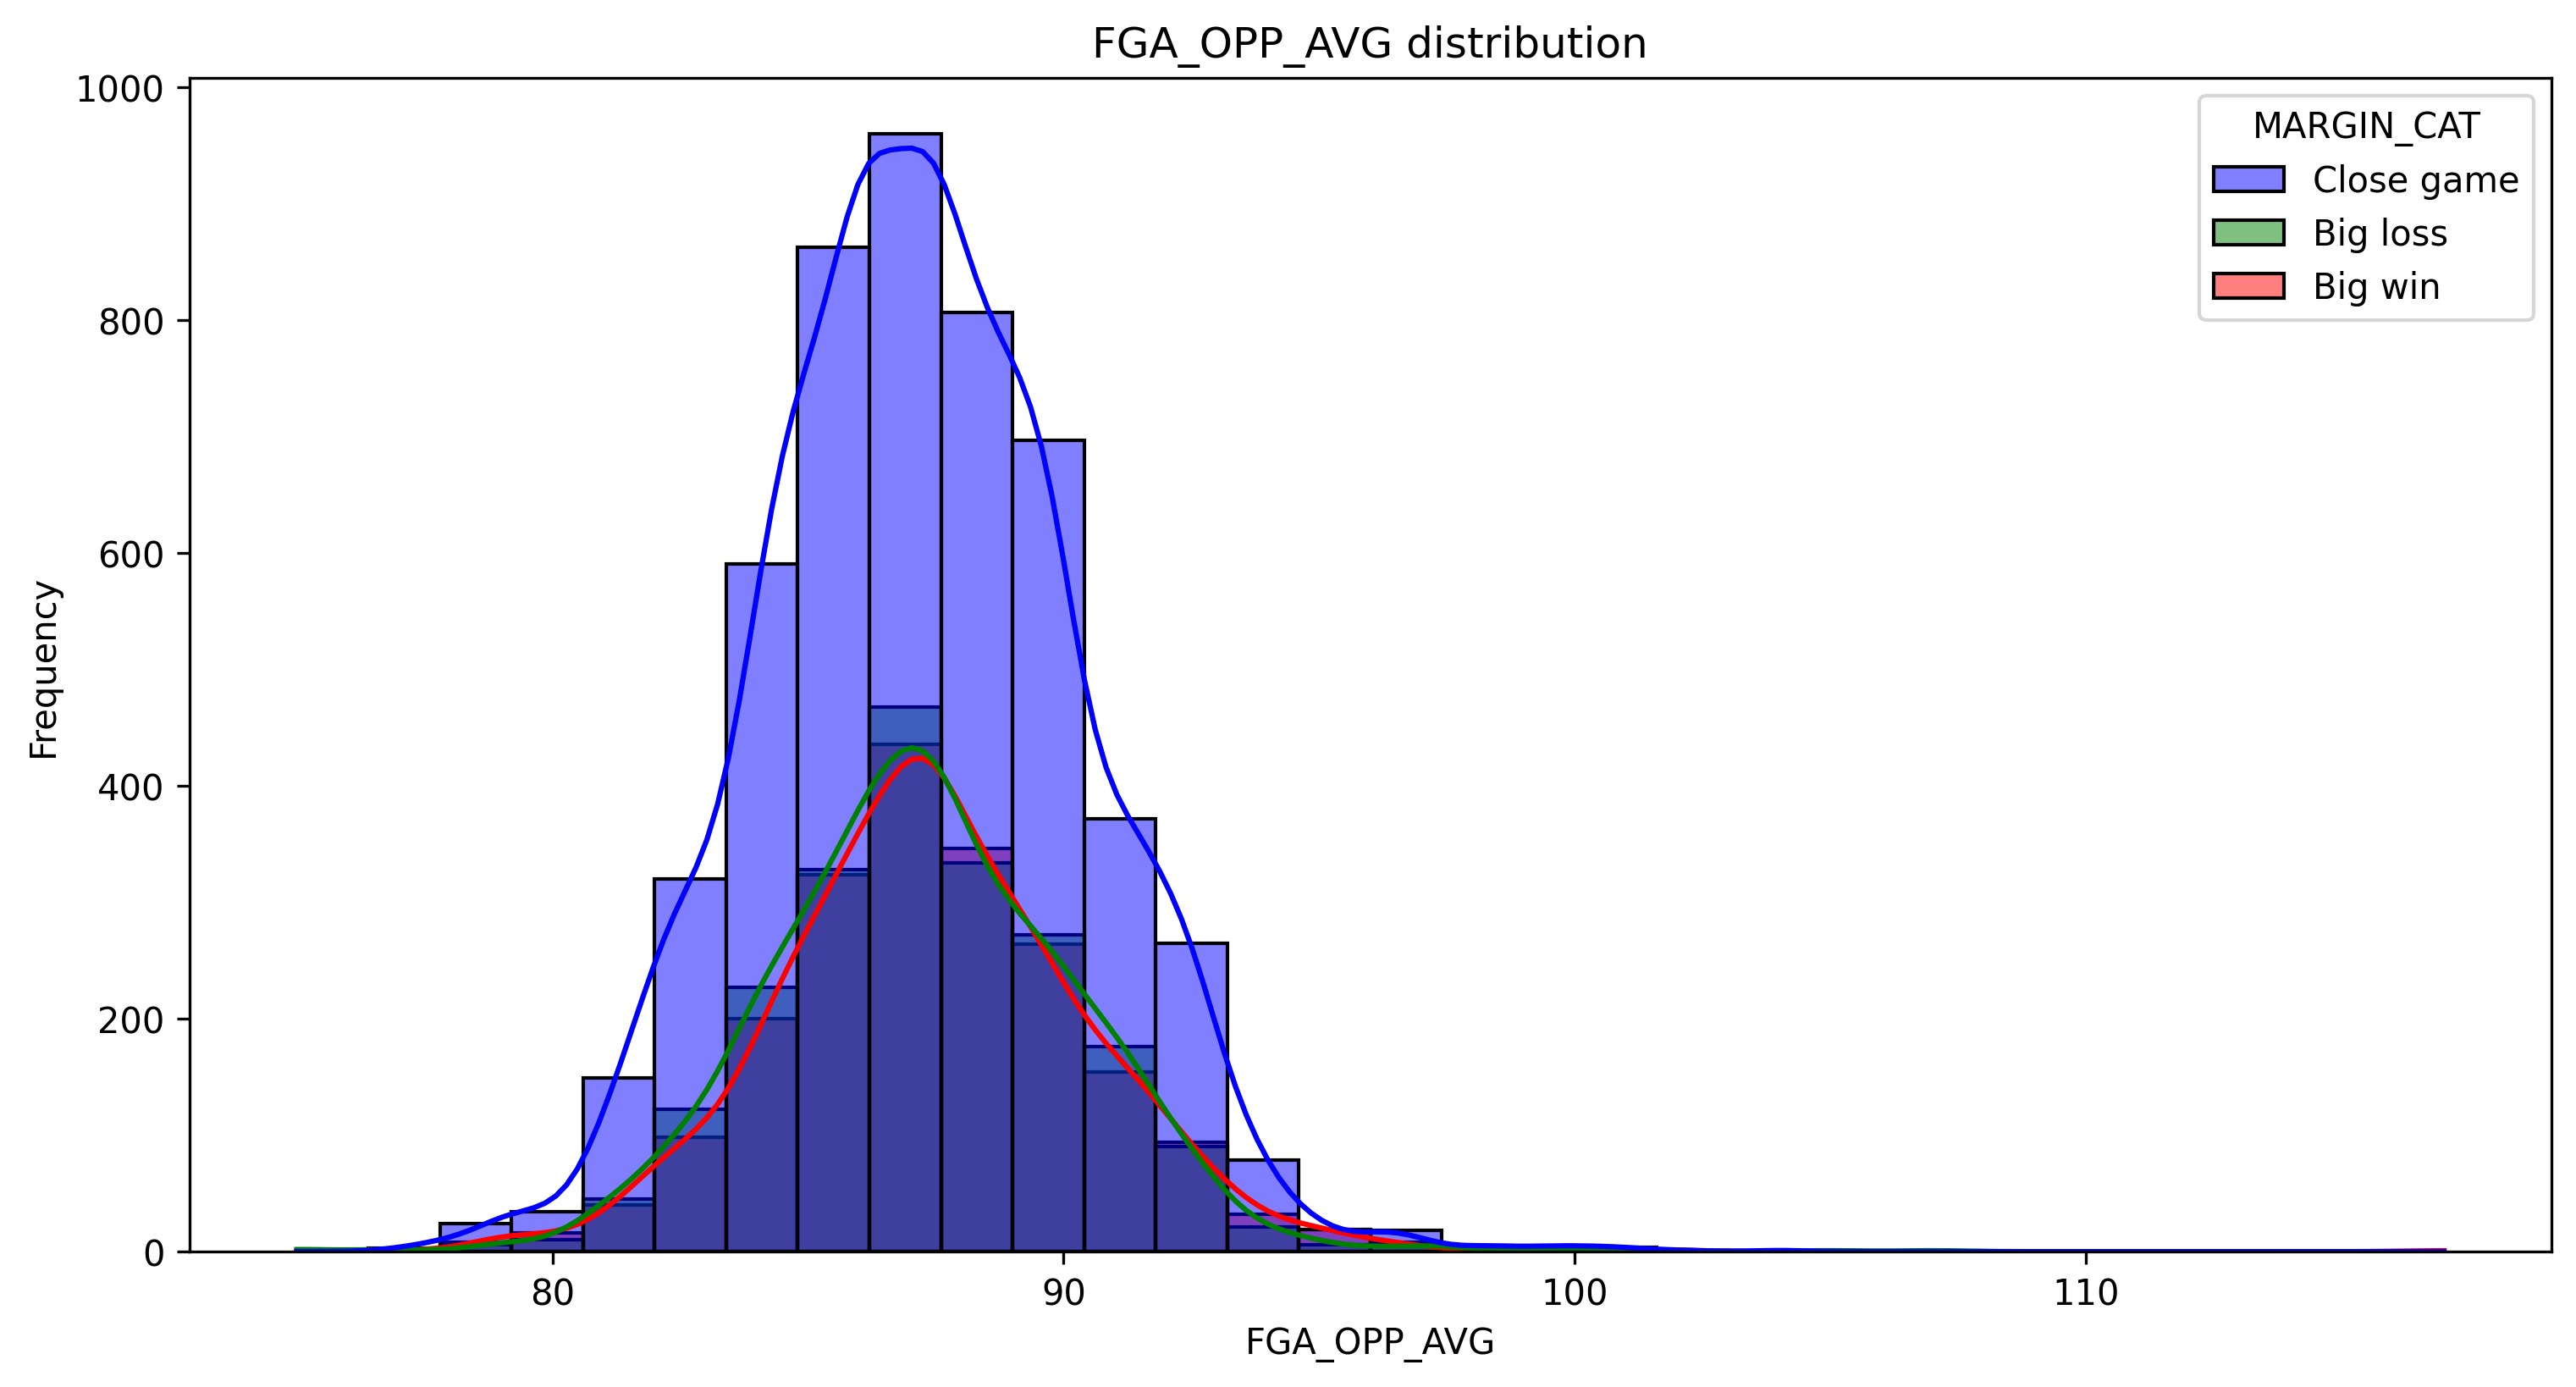 FGA_OPP_AVG distribution
1000
800
600
400
200
0
Frequency
MARGIN_CAT
Close game
Big loss
Big win
80 90 100 110
FGA_OPP_AVG